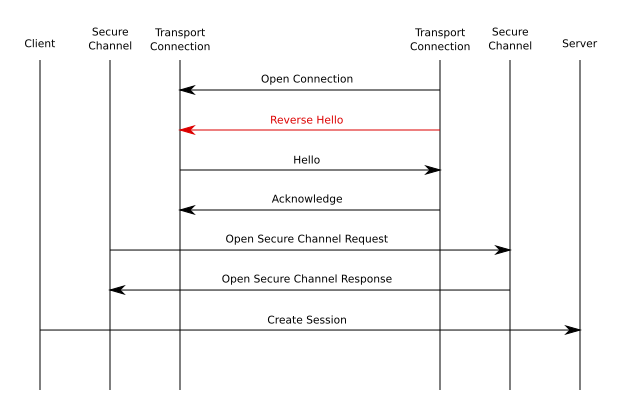 Client
Secure
Channel
Transport
Connection
Transport
Connection
Secure
Channel
Server
Open Connection
Reverse Hello
Hello
Acknowledge
Open Secure Channel Request
Open Secure Channel Response
Create Session